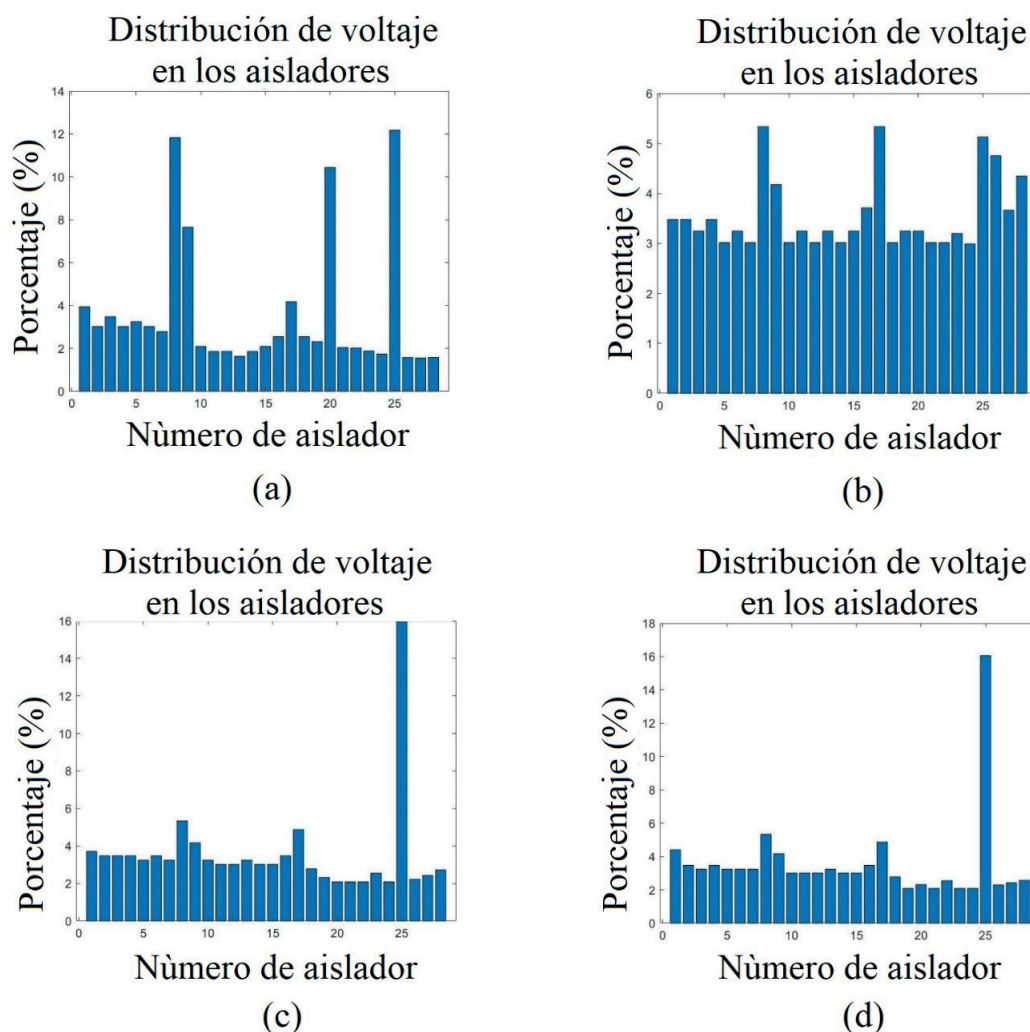 Distribución de voltaje
en los aisladores
14
12
10
8
6
4
2
0
Porcentaje (%)
0 5 10 15 20 25
Nùmero de aislador
(a)
Distribución de voltaje
en los aisladores
6
5
4
3
2
1
0
Porcentaje (%)
0 5 10 15 20 25
Nùmero de aislador
(b)
Distribución de voltaje
en los aisladores
16
14
12
10
8
6
4
2
0
Porcentaje (%)
0 5 10 15 20 25
Nùmero de aislador
(c)
Distribución de voltaje
en los aisladores
18
16
14
12
10
8
6
4
2
0
Porcentaje (%)
0 5 10 15 20 25
Nùmero de aislador
(d)